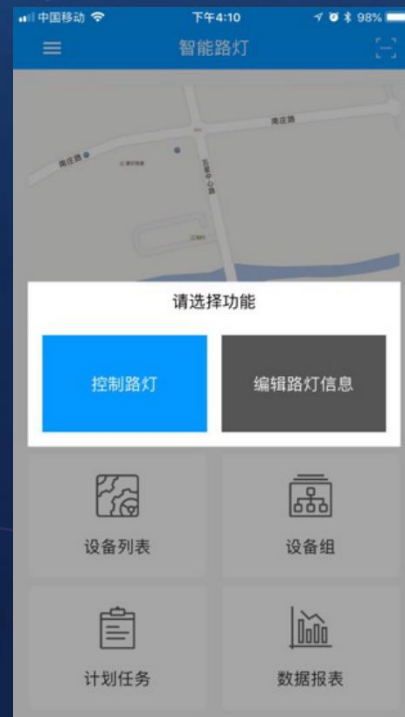 中国移动 下午4:10 98%
智能路灯
南庄路
南庄路
请选择功能
控制路灯 编辑路灯信息
设备列表 设备组
计划任务 数据报表